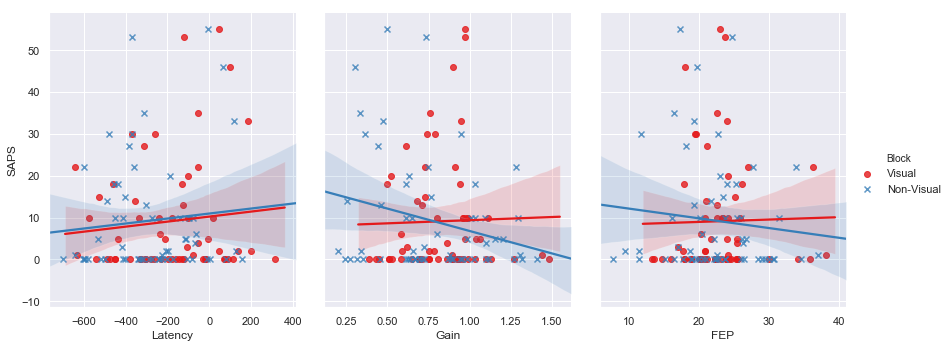 SAPS
50
40
30
20
10
0
−10
−600 −400 −200 0 200 400
Latency
0.25 0.50 0.75 1.00 1.25 1.50
Gain
10 20 30 40
FEP
Block
Visual
Non-Visual